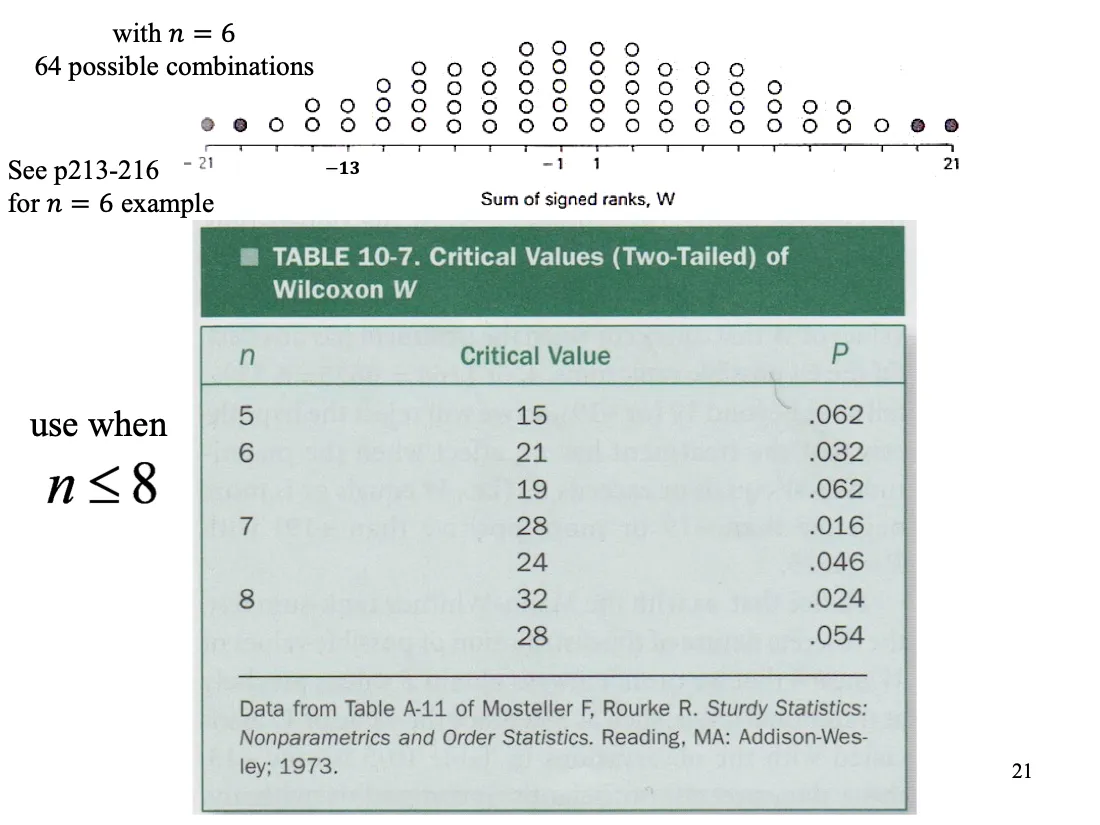 with n = 6
64 possible combinations
- 21
-13
-1
1
21
Sum of signed ranks, W
See p213-216
for n = 6 example
TABLE 10-7. Critical Values (Two-Tailed) of
Wilcoxon W
n Critical Value P
5 15 .062
6 21 .032
19 .062
7 28 .016
24 .046
8 32 .024
28 .054
use when
n ≤ 8
Data from Table A-11 of Mosteller F, Rourke R. Sturdy Statistics:
Nonparametrics and Order Statistics. Reading, MA: Addison-Wes-
ley; 1973.
21